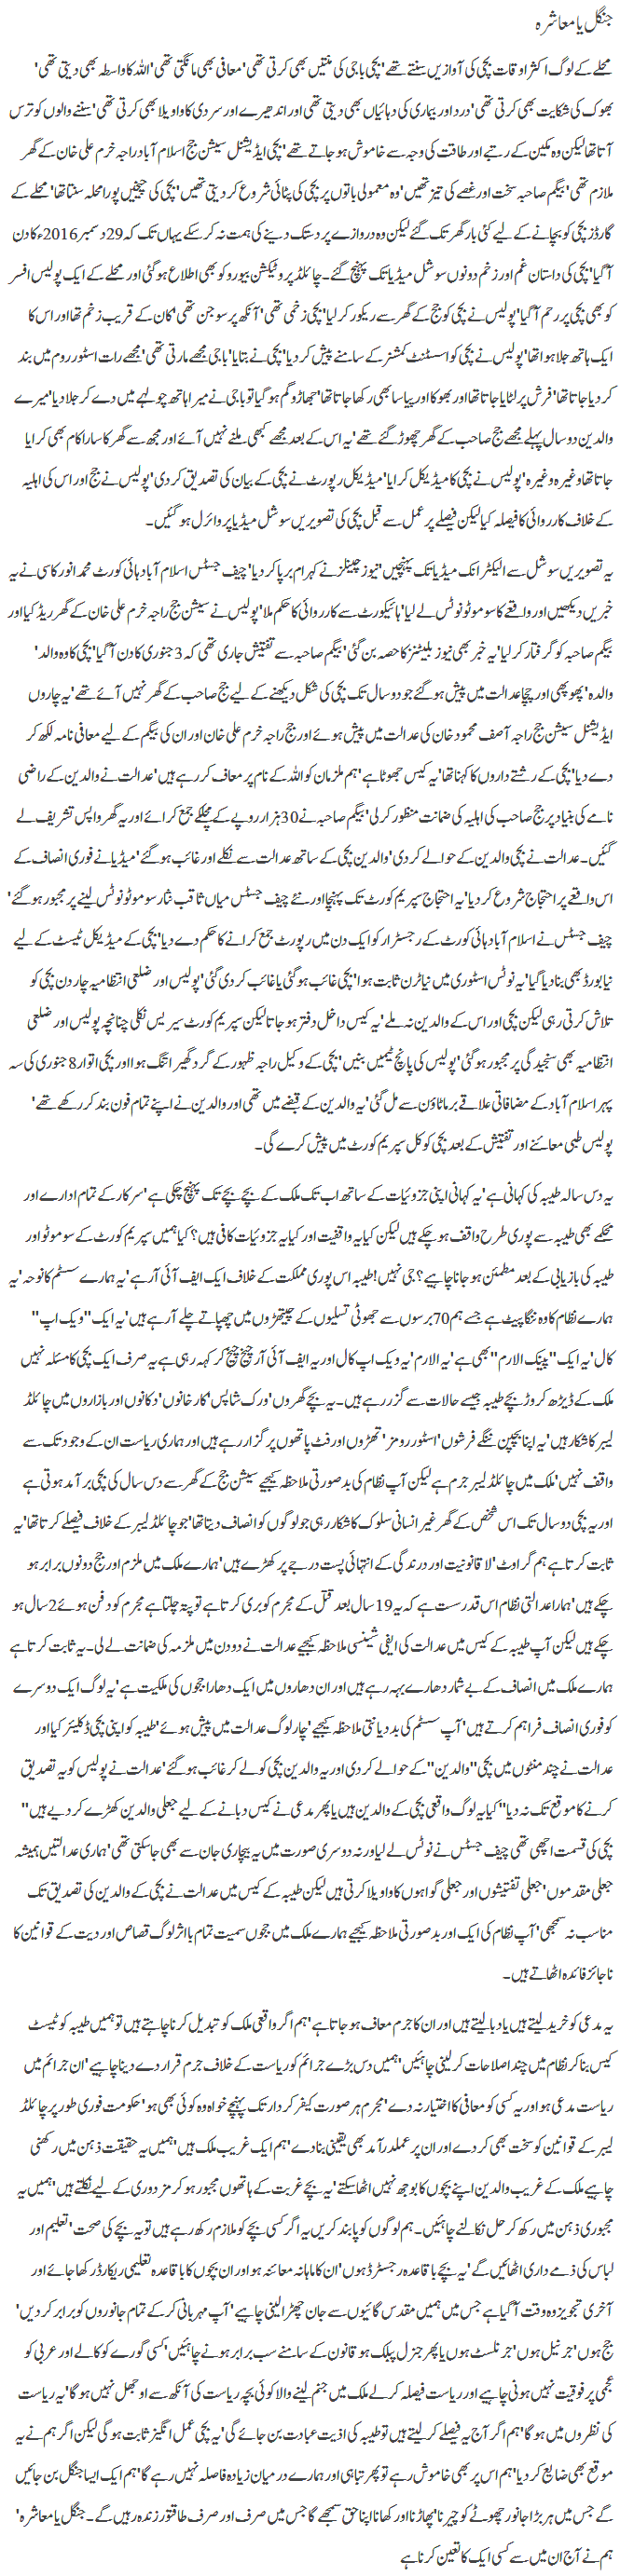 جنگل یا معاشرہ
محلے کے لوگ اکثر اوقات بچی کی آوازیں سنتے تھے' بچی باجی کی منتیں بھی کرتی تھی' معافی بھی مانگتی تھی' اللہ کا واسطہ بھی دیتی تھی'
بھوک کی شکایت بھی کرتی تھی' درد اور بیماری کی دہائیاں بھی دیتی تھی اور اندھیرے اور سردی کا واویلا بھی کرتی تھی' سننے والوں کو ترس
آتا تھا لیکن وہ مکین کے رتبے اور طاقت کی وجہ سے خاموش ہو جاتے تھے' بچی ایڈیشنل سیشن جج اسلام آباد راجہ خرم علی خان کے گھر
ملازم تھی' بیگم صاحبہ سخت اور غصے کی تیز تھیں' وہ معمولی باتوں پر بچی کی پٹائی شروع کر دیتی تھیں' بچی کی چیخیں پورا محلہ سنتا تھا' محلے کے
گارڈز بچی کو بچانے کے لیے کئی بار گھر تک گئے لیکن وہ دروازے پر دستک دینے کی ہمت نہ کر سکے یہاں تک کہ 29 دسمبر 2016ء کا دن
آ گیا' بچی کی داستان غم اور زخم دونوں سوشل میڈیا تک پہنچ گئے۔ چائلڈ پروٹیکشن بیورو کو بھی اطلاع ہو گئی اور محلے کے ایک پولیس افسر
کو بھی بچی پر رحم آ گیا' پولیس نے بچی کو جج کے گھر سے ریکور کر لیا' بچی زخمی تھی' آنکھ پر سوجن تھی' کان کے قریب زخم تھا اور اس کا
ایک ہاتھ جلا ہوا تھا' پولیس نے بچی کو اسسٹنٹ کمشنر کے سامنے پیش کر دیا' بچی نے بتایا' باجی مجھے مارتی تھی' مجھے رات اسٹور روم میں بند
کر دیا جاتا تھا' فرش پر لٹایا جاتا تھا اور بھوکا اور پیاسا بھی رکھا جاتا تھا' جھاڑو گم ہو گیا تو باجی نے میرا ہاتھ چولہے میں دے کر جلا دیا' میرے
والدین دو سال پہلے مجھے جج صاحب کے گھر چھوڑ گئے تھے' یہ اس کے بعد مجھے کبھی ملنے نہیں آئے اور مجھ سے گھر کا سارا کام بھی کرایا
جاتا تھا وغیرہ وغیرہ' پولیس نے بچی کا میڈیکل کرایا' میڈیکل رپورٹ نے بچی کے بیان کی تصدیق کر دی' پولیس نے جج اور اس کی اہلیہ
کے خلاف کارروائی کا فیصلہ کیا لیکن فیصلے پر عمل سے قبل بچی کی تصویریں سوشل میڈیا پر وائرل ہو گئیں۔
یہ تصویریں سوشل سے الیکٹرانک میڈیا تک پہنچیں' نیوز چینلز نے کہرام برپا کر دیا' چیف جسٹس اسلام آباد ہائی کورٹ محمد انور کاسی نے یہ
خبریں دیکھیں اور واقعے کا سوموٹو نوٹس لے لیا' ہائیکورٹ سے کارروائی کا حکم ملا' پولیس نے سیشن جج راجہ خرم علی خان کے گھر ریڈ کیا اور
بیگم صاحبہ کو گرفتار کر لیا' یہ خبر بھی نیوز بلیٹنز کا حصہ بن گئی' بیگم صاحبہ سے تفتیش جاری تھی کہ 3 جنوری کا دن آ گیا' بچی کا وہ والد'
والدہ' پھوپھی اور چچا عدالت میں پیش ہو گئے جو دو سال تک بچی کی شکل دیکھنے کے لیے جج صاحب کے گھر نہیں آئے تھے' یہ چاروں
ایڈیشنل سیشن جج راجہ آصف محمود خان کی عدالت میں پیش ہوئے اور جج راجہ خرم علی خان اور ان کی بیگم کے لیے معافی نامہ لکھ کر
دے دیا' بچی کے رشتے داروں کا کہنا تھا' یہ کیس جھوٹا ہے' ہم ملزمان کو اللہ کے نام پر معاف کر رہے ہیں' عدالت نے والدین کے راضی
نامے کی بنیاد پر جج صاحب کی اہلیہ کی ضمانت منظور کر لی' بیگم صاحبہ نے 30 ہزار روپے کے مچلکے جمع کرائے اور یہ گھر واپس تشریف لے
گئیں۔ عدالت نے بچی والدین کے حوالے کر دی' والدین بچی کے ساتھ عدالت سے نکلے اور غائب ہو گئے' میڈیا نے فوری انصاف کے
اس واقعے پر احتجاج شروع کر دیا' یہ احتجاج سپریم کورٹ تک پہنچا اور نئے چیف جسٹس میاں ثاقب نثار سوموٹو نوٹس لینے پر مجبور ہو گئے'
چیف جسٹس نے اسلام آباد ہائی کورٹ کے رجسٹرار کو ایک دن میں رپورٹ جمع کرانے کا حکم دے دیا' بچی کے میڈیکل ٹیسٹ کے لیے
نیا بورڈ بھی بنا دیا گیا' یہ نوٹس اسٹوری میں نیا ٹرن ثابت ہوا' بچی غائب ہو گئی یا غائب کر دی گئی' پولیس اور ضلعی انتظامیہ چار دن بچی کو
تلاش کرتی رہی لیکن بچی اور اس کے والدین نہ ملے' یہ کیس داخل دفتر ہو جاتا لیکن سپریم کورٹ سیریس نکلی چنانچہ پولیس اور ضلعی
انتظامیہ بھی سنجیدگی پر مجبور ہو گئی' پولیس کی پانچ ٹیمیں بنیں' بچی کے وکیل راجہ ظہور کے گرد گھیرا تنگ ہوا اور بچی اتوار 8 جنوری کی سہ
پہر اسلام آباد کے مضافاتی علاقے برما ٹاؤن سے مل گئی' یہ والدین کے قبضے میں تھی اور والدین نے اپنے تمام فون بند کر رکھے تھے'
پولیس طبی معائنے اور تفتیش کے بعد بچی کو کل سپریم کورٹ میں پیش کرے گی۔
یہ دس سالہ طیبہ کی کہانی ہے' یہ کہانی اپنی جزوئیات کے ساتھ اب تک ملک کے بچے بچے تک پہنچ چکی ہے' سرکار کے تمام ادارے اور
محکمے بھی طیبہ سے پوری طرح واقف ہو چکے ہیں لیکن کیا یہ واقفیت اور کیا یہ جزوئیات کافی ہیں؟ کیا ہمیں سپریم کورٹ کے سوموٹو اور
طیبہ کی بازیابی کے بعد مطمئن ہو جانا چاہیے؟ جی نہیں! طیبہ اس پوری مملکت کے خلاف ایک ایف آئی آر ہے' یہ ہمارے سسٹم کا نوحہ' یہ
ہمارے نظام کا وہ ننگا پیٹ ہے جسے ہم 70 برسوں سے جھوٹی تسلیوں کے چیتھڑوں میں چھپاتے چلے آ رہے ہیں' یہ ایک "ویک اپ"
کال' یہ ایک "پینک الارم" بھی ہے' یہ الارم' یہ ویک اپ کال اور یہ ایف آئی آر چیخ چیخ کر کہہ رہی ہے یہ صرف ایک بچی کا مسئلہ نہیں
ملک کے ڈیڑھ کروڑ بچے طیبہ جیسے حالات سے گزر رہے ہیں۔ یہ بچے گھروں' ورک شاپس' کارخانوں' دکانوں اور بازاروں میں چائلڈ
لیبر کا شکار ہیں' یہ اپنا بچپن ننگے فرشوں' اسٹور رومز' تھڑوں اور فٹ پاتھوں پر گزار رہے ہیں اور ہماری ریاست ان کے وجود تک سے
واقف نہیں' ملک میں چائلڈ لیبر جرم ہے لیکن آپ نظام کی بدصورتی ملاحظہ کیجیے سیشن جج کے گھر سے دس سال کی بچی برآمد ہوتی ہے
اور یہ بچی دو سال تک اس شخص کے گھر غیر انسانی سلوک کا شکار رہی جو لوگوں کو انصاف دیتا تھا' جو چائلڈ لیبر کے خلاف فیصلے کرتا تھا' یہ
ثابت کرتا ہے ہم گراوٹ' لاقانونیت اور درندگی کے انتہائی پست درجے پر کھڑے ہیں' ہمارے ملک میں ملزم اور جج دونوں برابر ہو
چکے ہیں' ہمارا عدالتی نظام اس قدر سست ہے کہ یہ 19 سال بعد قتل کے مجرم کو بری کرتا ہے تو پتہ چلتا ہے مجرم کو دفن ہوئے 2 سال ہو
چکے ہیں لیکن آپ طیبہ کے کیس میں عدالت کی ایفی شینسی ملاحظہ کیجیے عدالت نے دو دن میں ملزمہ کی ضمانت لے لی۔ یہ ثابت کرتا ہے
ہمارے ملک میں انصاف کے بے شمار دھارے بہہ رہے ہیں اور ان دھاروں میں ایک دھارا ججوں کی ملکیت ہے' یہ لوگ ایک دوسرے
کو فوری انصاف فراہم کرتے ہیں' آپ سسٹم کی بددیانتی ملاحظہ کیجیے' چار لوگ عدالت میں پیش ہوئے' طیبہ کو اپنی بچی ڈکلیئر کیا اور
عدالت نے چند منٹوں میں بچی "والدین" کے حوالے کر دی اور یہ والدین بچی کو لے کر غائب ہو گئے' عدالت نے پولیس کو یہ تصدیق
کرنے کا موقع تک نہ دیا "کیا یہ لوگ واقعی بچی کے والدین ہیں یا پھر مدعی نے کیس دبانے کے لیے جعلی والدین کھڑے کر دیے ہیں"
بچی کی قسمت اچھی تھی چیف جسٹس نے نوٹس لے لیا ورنہ دوسری صورت میں یہ بیچاری جان سے بھی جا سکتی تھی' ہماری عدالتیں ہمیشہ
جعلی مقدموں' جعلی تفتیشوں اور جعلی گواہوں کا واویلا کرتی ہیں لیکن طیبہ کے کیس میں عدالت نے بچی کے والدین کی تصدیق تک
مناسب نہ سمجھی' آپ نظام کی ایک اور بدصورتی ملاحظہ کیجیے ہمارے ملک میں ججوں سمیت تمام بااثر لوگ قصاص اور دیت کے قوانین کا
ناجائز فائدہ اٹھاتے ہیں۔
یہ مدعی کو خرید لیتے ہیں یا دبا لیتے ہیں اور ان کا جرم معاف ہو جاتا ہے' ہم اگر واقعی ملک کو تبدیل کرنا چاہتے ہیں تو ہمیں طیبہ کو ٹیسٹ
کیس بنا کر نظام میں چند اصلاحات کر لینی چاہئیں' ہمیں دس بڑے جرائم کو ریاست کے خلاف جرم قرار دے دینا چاہیے' ان جرائم میں
ریاست مدعی ہو اور یہ کسی کو معافی کا اختیار نہ دے' مجرم ہر صورت کیفر کردار تک پہنچے خواہ وہ کوئی بھی ہو' حکومت فوری طور پر چائلڈ
لیبر کے قوانین کو سخت بھی کر دے اور ان پر عملدرآمد بھی یقینی بنا دے' ہم ایک غریب ملک ہیں' ہمیں یہ حقیقت ذہن میں رکھنی
چاہیے ملک کے غریب والدین اپنے بچوں کا بوجھ نہیں اٹھا سکتے' یہ بچے غربت کے ہاتھوں مجبور ہو کر مزدوری کے لیے نکلتے ہیں' ہمیں یہ
مجبوری ذہن میں رکھ کر حل نکالنے چاہئیں۔ ہم لوگوں کو پابند کریں یہ اگر کسی بچے کو ملازم رکھ رہے ہیں تو یہ بچے کی صحت' تعلیم اور
لباس کی ذمے داری اٹھائیں گے' یہ بچے باقاعدہ رجسٹرڈ ہوں' ان کا ماہانہ معائنہ ہو اور ان بچوں کا باقاعدہ تعلیمی ریکارڈ رکھا جائے اور
آخری تجویز وہ وقت آ گیا ہے جس میں ہمیں مقدس گائیوں سے جان چھڑا لینی چاہیے' آپ مہربانی کر کے تمام جانوروں کو برابر کر دیں'
جج ہوں' جرنیل ہوں' جرنلسٹ ہوں یا پھر جنرل پبلک ہو قانون کے سامنے سب برابر ہونے چاہئیں' کسی گورے کو کالے اور عربی کو
عجمی پر فوقیت نہیں ہونی چاہیے اور ریاست فیصلہ کر لے ملک میں جنم لینے والا کوئی بچہ ریاست کی آنکھ سے اوجھل نہیں ہو گا' یہ ریاست
کی نظروں میں ہو گا' ہم اگر آج یہ فیصلے کر لیتے ہیں تو طیبہ کی اذیت عبادت بن جائے گی' یہ بچی عمل انگیز ثابت ہو گی لیکن اگر ہم نے یہ
موقع بھی ضایع کر دیا' ہم اس پر بھی خاموش رہے تو پھر تباہی اور ہمارے درمیان زیادہ فاصلہ نہیں رہے گا' ہم ایک ایسا جنگل بن جائیں
گے جس میں ہر بڑا جانور چھوٹے کو چیرنا' پھاڑنا اور کھانا اپنا حق سمجھے گا جس میں صرف اور صرف طاقتور زندہ رہیں گے۔ جنگل یا معاشرہ'
ہم نے آج ان میں سے کسی ایک کا تعین کرنا ہے